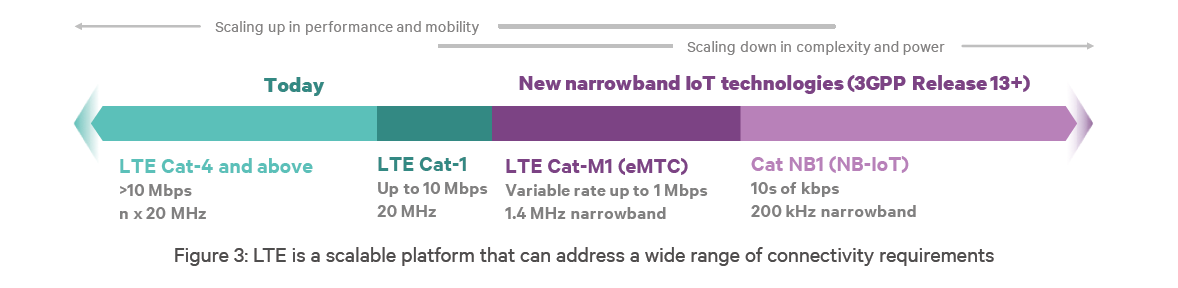 Scaling up in performance and mobility
Scaling down in complexity and power
Today
New narrowband IoT technologies (3GPP Release 13+)
LTE Cat-4 and above
>10 Mbps
n x 20 MHz
LTE Cat-1
Up to 10 Mbps
20 MHz
LTE Cat-M1 (eMTC)
Variable rate up to 1 Mbps
1.4 MHz narrowband
Cat NB1 (NB-IoT)
10s of kbps
200 kHz narrowband
Figure 3: LTE is a scalable platform that can address a wide range of connectivity requirements